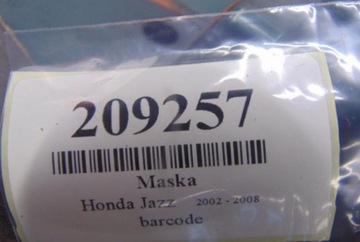 209257
Maska
Honda Jazz 2002 - 2008
barcode